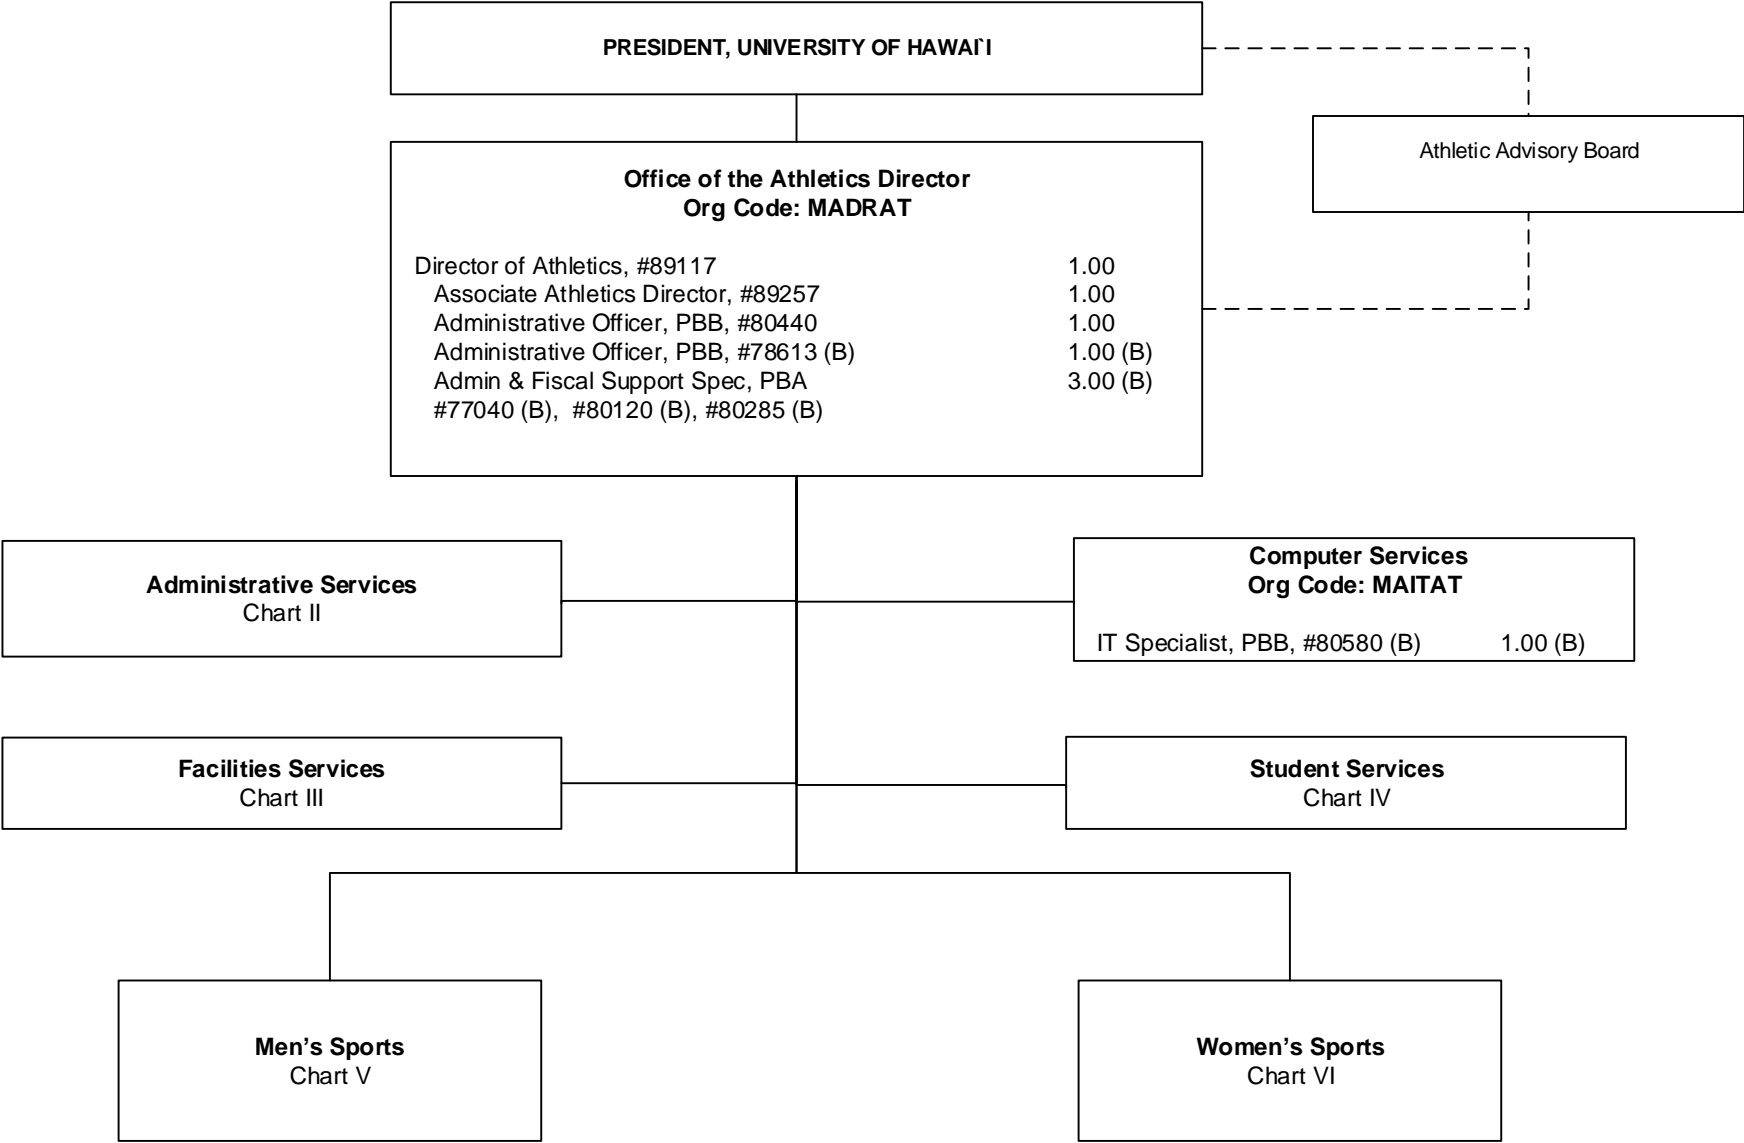 PRESIDENT, UNIVERSITY OF HAWAI`I
Athletic Advisory Board
Office of the Athletics Director
Org Code: MADRAT
Director of Athletics, #89117 1.00
Associate Athletics Director, #89257 1.00
Administrative Officer, PBB, #80440 1.00
Administrative Officer, PBB, #78613 (B) 1.00 (B)
Admin & Fiscal Support Spec, PBA 3.00 (B)
#77040 (B), #80120 (B), #80285 (B)
Administrative Services
Chart II
Computer Services
Org Code: MAITAT
IT Specialist, PBB, #80580 (B) 1.00 (B)
Facilities Services
Chart III
Student Services
Chart IV
Men’s Sports
Chart V
Women’s Sports
Chart VI